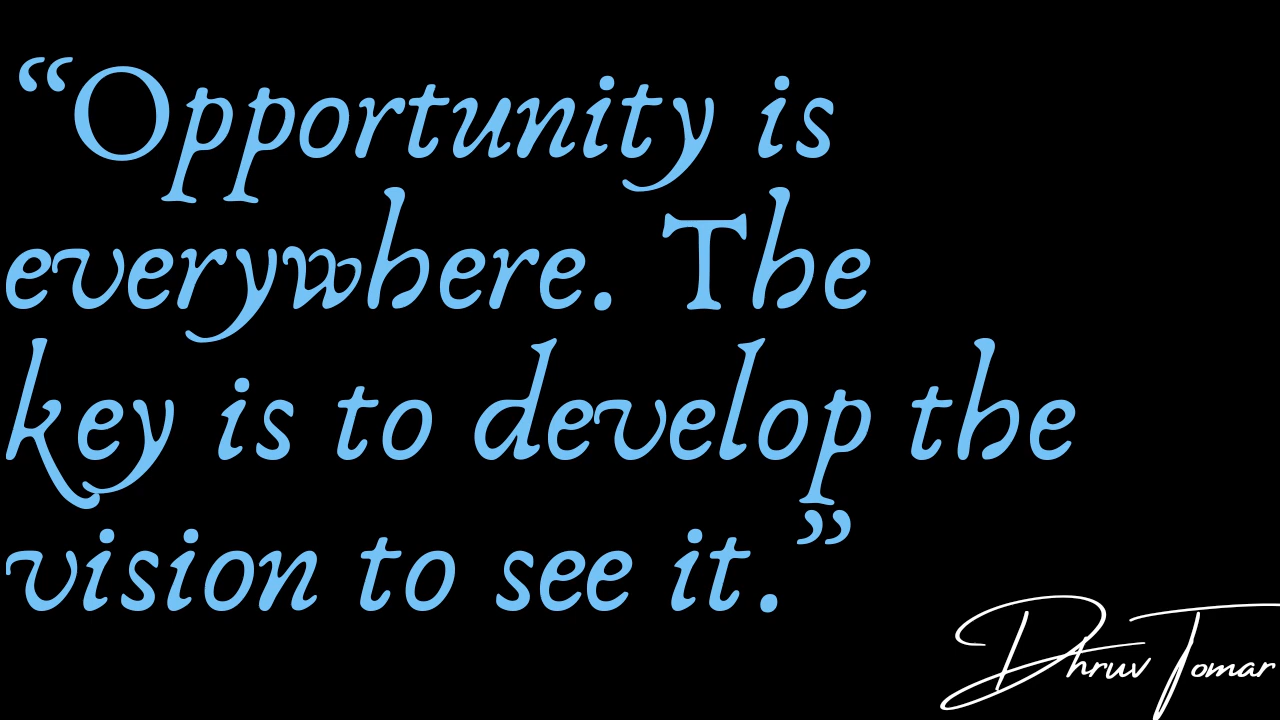 “Opportunity is
everywhere. The
key is to develop the
vision to see it.”
Dhruv Tomar